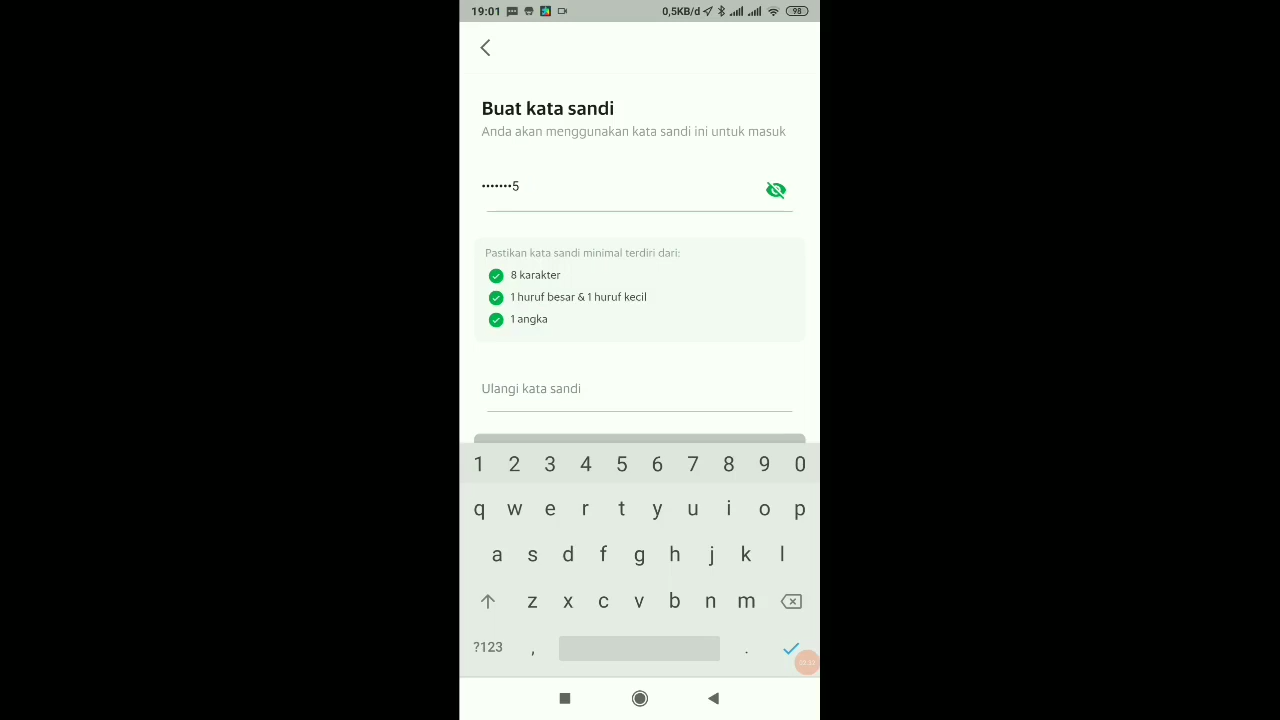 19:01 0,5KB/d 98
Buat kata sandi
Anda akan menggunakan kata sandi ini untuk masuk
•••••••5
Pastikan kata sandi minimal terdiri dari:
8 karakter
1 huruf besar & 1 huruf kecil
1 angka
Ulangi kata sandi
1 2 3 4 5 6 7 8 9 0
q w e r t y u i o p
a s d f g h j k l
z x c v b n m
?123 , .